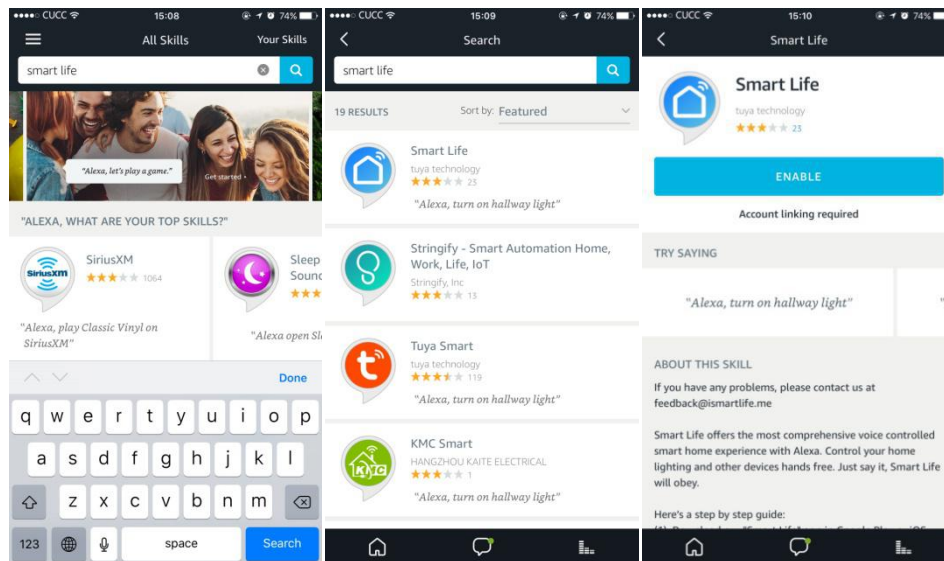 CUCC 15:08 74%
All Skills Your Skills
smart life
"Alexa, let's play a game."
Get started ›
"ALEXA, WHAT ARE YOUR TOP SKILLS?"
SiriusXM
SiriusXM
1064
"Alexa, play Classic Vinyl on
SiriusXM"
Sleep
Sound
"Alexa open Sl
Done
q w e r t y u i o p
a s d f g h j k l
z x c v b n m
123 space Search
CUCC 15:09 74%
Search
smart life
19 RESULTS Sort by: Featured
Smart Life
tuya technology
23
"Alexa, turn on hallway light"
Stringify - Smart Automation Home,
Work, Life, IoT
Stringify, Inc
13
Tuya Smart
tuya technology
119
"Alexa, turn on hallway light"
KMC
KMC Smart
HANGZHOU KAITE ELECTRICAL
1
"Alexa, turn on hallway light"
CUCC 15:10 74%
Smart Life
Smart Life
tuya technology
23
ENABLE
Account linking required
TRY SAYING
"Alexa, turn on hallway light"
ABOUT THIS SKILL
If you have any problems, please contact us at
feedback@ismartlife.me
Smart Life offers the most comprehensive voice controlled
smart home experience with Alexa. Control your home
lighting and other devices hands free. Just say it, Smart Life
will obey.
Here's a step by step guide: